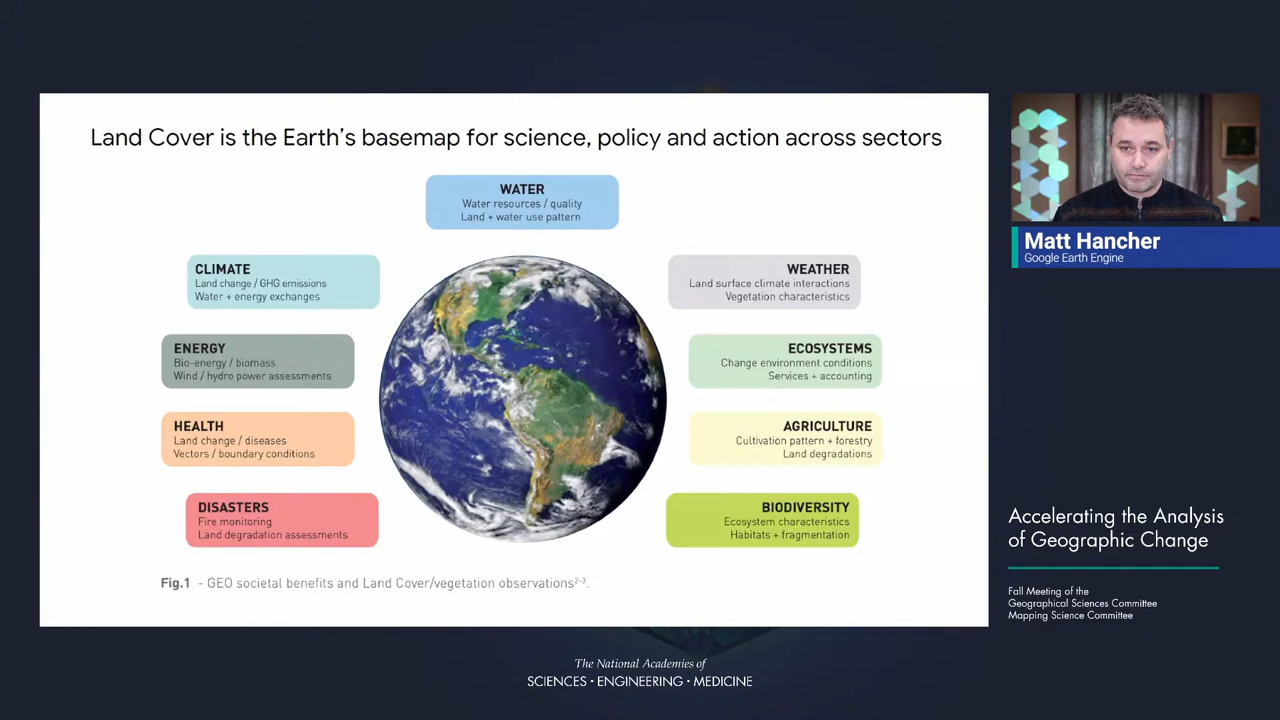 Land Cover is the Earth's basemap for science, policy and action across sectors
WATER
Water resources / quality
Land + water use pattern
CLIMATE
Land change / GHG emissions
Water + energy exchanges
WEATHER
Land surface climate interactions
Vegetation characteristics
ENERGY
Bio-energy / biomass
Wind / hydro power assessments
ECOSYSTEMS
Change environment conditions
Services + accounting
HEALTH
Land change / diseases
Vectors / boundary conditions
AGRICULTURE
Cultivation pattern + forestry
Land degradations
DISASTERS
Fire monitoring
Land degradation assessments
BIODIVERSITY
Ecosystem characteristics
Habitats + fragmentation
Fig.1 - GEO societal benefits and Land Cover/vegetation observations²⁻³.
Matt Hancher
Google Earth Engine
Accelerating the Analysis
of Geographic Change
Fall Meeting of the
Geographical Sciences Committee
Mapping Science Committee
The National Academies of
SCIENCES • ENGINEERING • MEDICINE